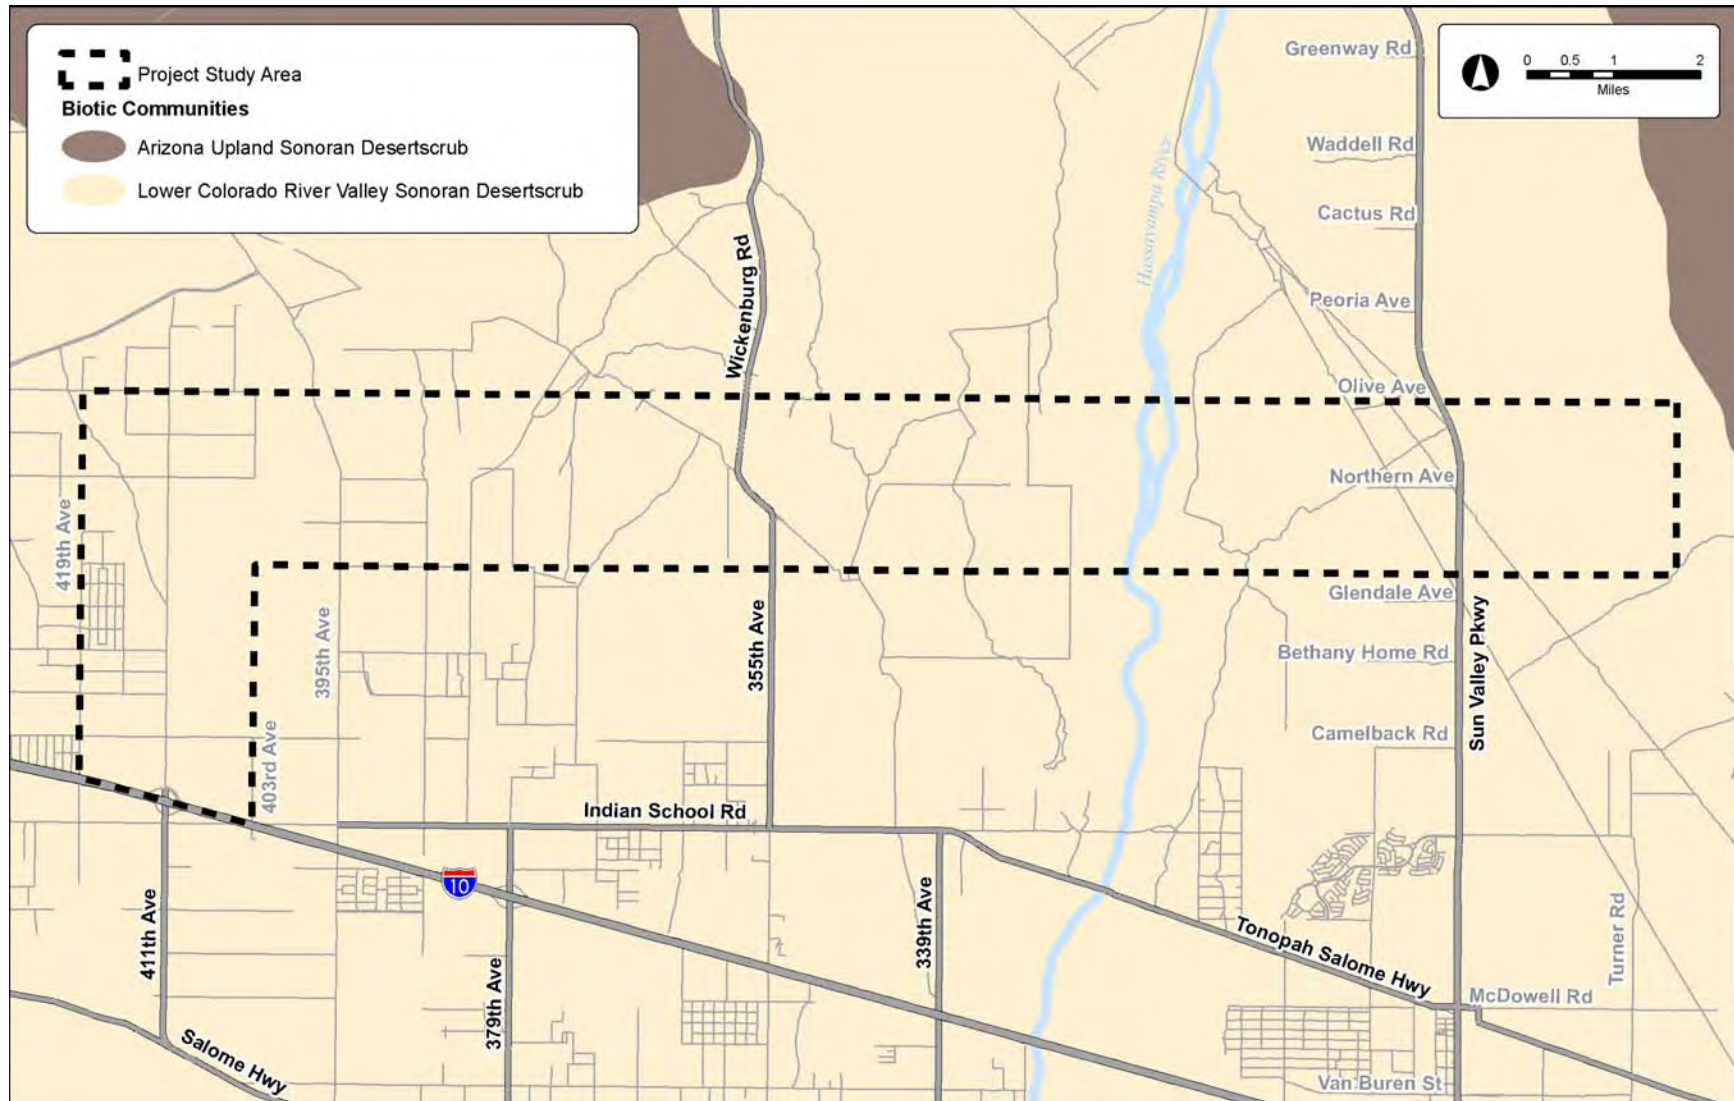 Project Study Area
Biotic Communities
Arizona Upland Sonoran Desertscrub
Lower Colorado River Valley Sonoran Desertscrub
0 0.5 1 2
Miles
Greenway Rd
Waddell Rd
Cactus Rd
Peoria Ave
Olive Ave
Northern Ave
Glendale Ave
Bethany Home Rd
Camelback Rd
Hassayampa River
Wickenburg Rd
419th Ave
395th Ave
403rd Ave
355th Ave
Sun Valley Pkwy
Indian School Rd
10
411th Ave
379th Ave
339th Ave
Tonopah Salome Hwy
Turner Rd
McDowell Rd
Salome Hwy
Van Buren St